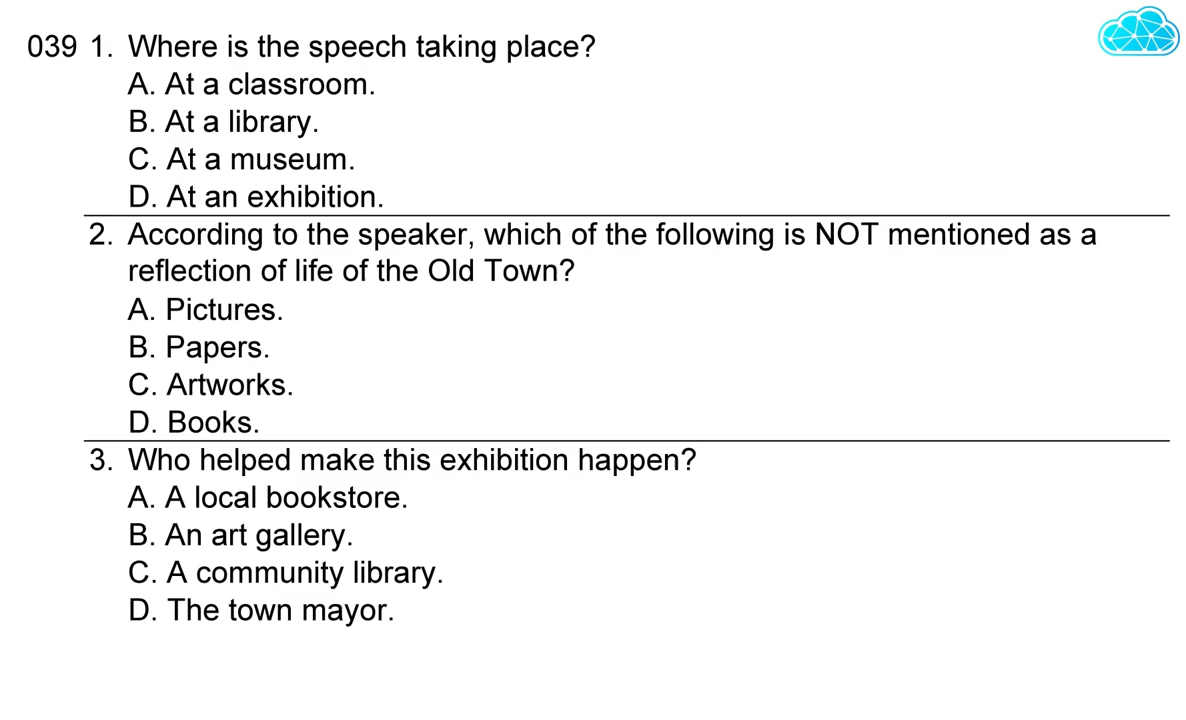 039 1. Where is the speech taking place?
A. At a classroom.
B. At a library.
C. At a museum.
D. At an exhibition.
2. According to the speaker, which of the following is NOT mentioned as a
reflection of life of the Old Town?
A. Pictures.
B. Papers.
C. Artworks.
D. Books.
3. Who helped make this exhibition happen?
A. A local bookstore.
B. An art gallery.
C. A community library.
D. The town mayor.